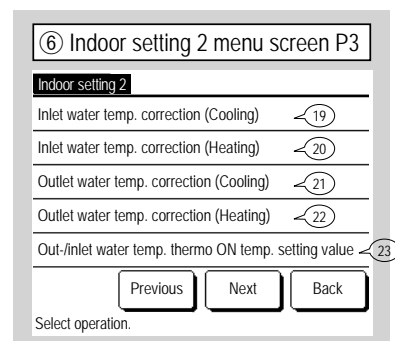 ⑥ Indoor setting 2 menu screen P3
Indoor setting 2
Inlet water temp. correction (Cooling) 19
Inlet water temp. correction (Heating) 20
Outlet water temp. correction (Cooling) 21
Outlet water temp. correction (Heating) 22
Out-/inlet water temp. thermo ON temp. setting value 23
Previous Next Back
Select operation.